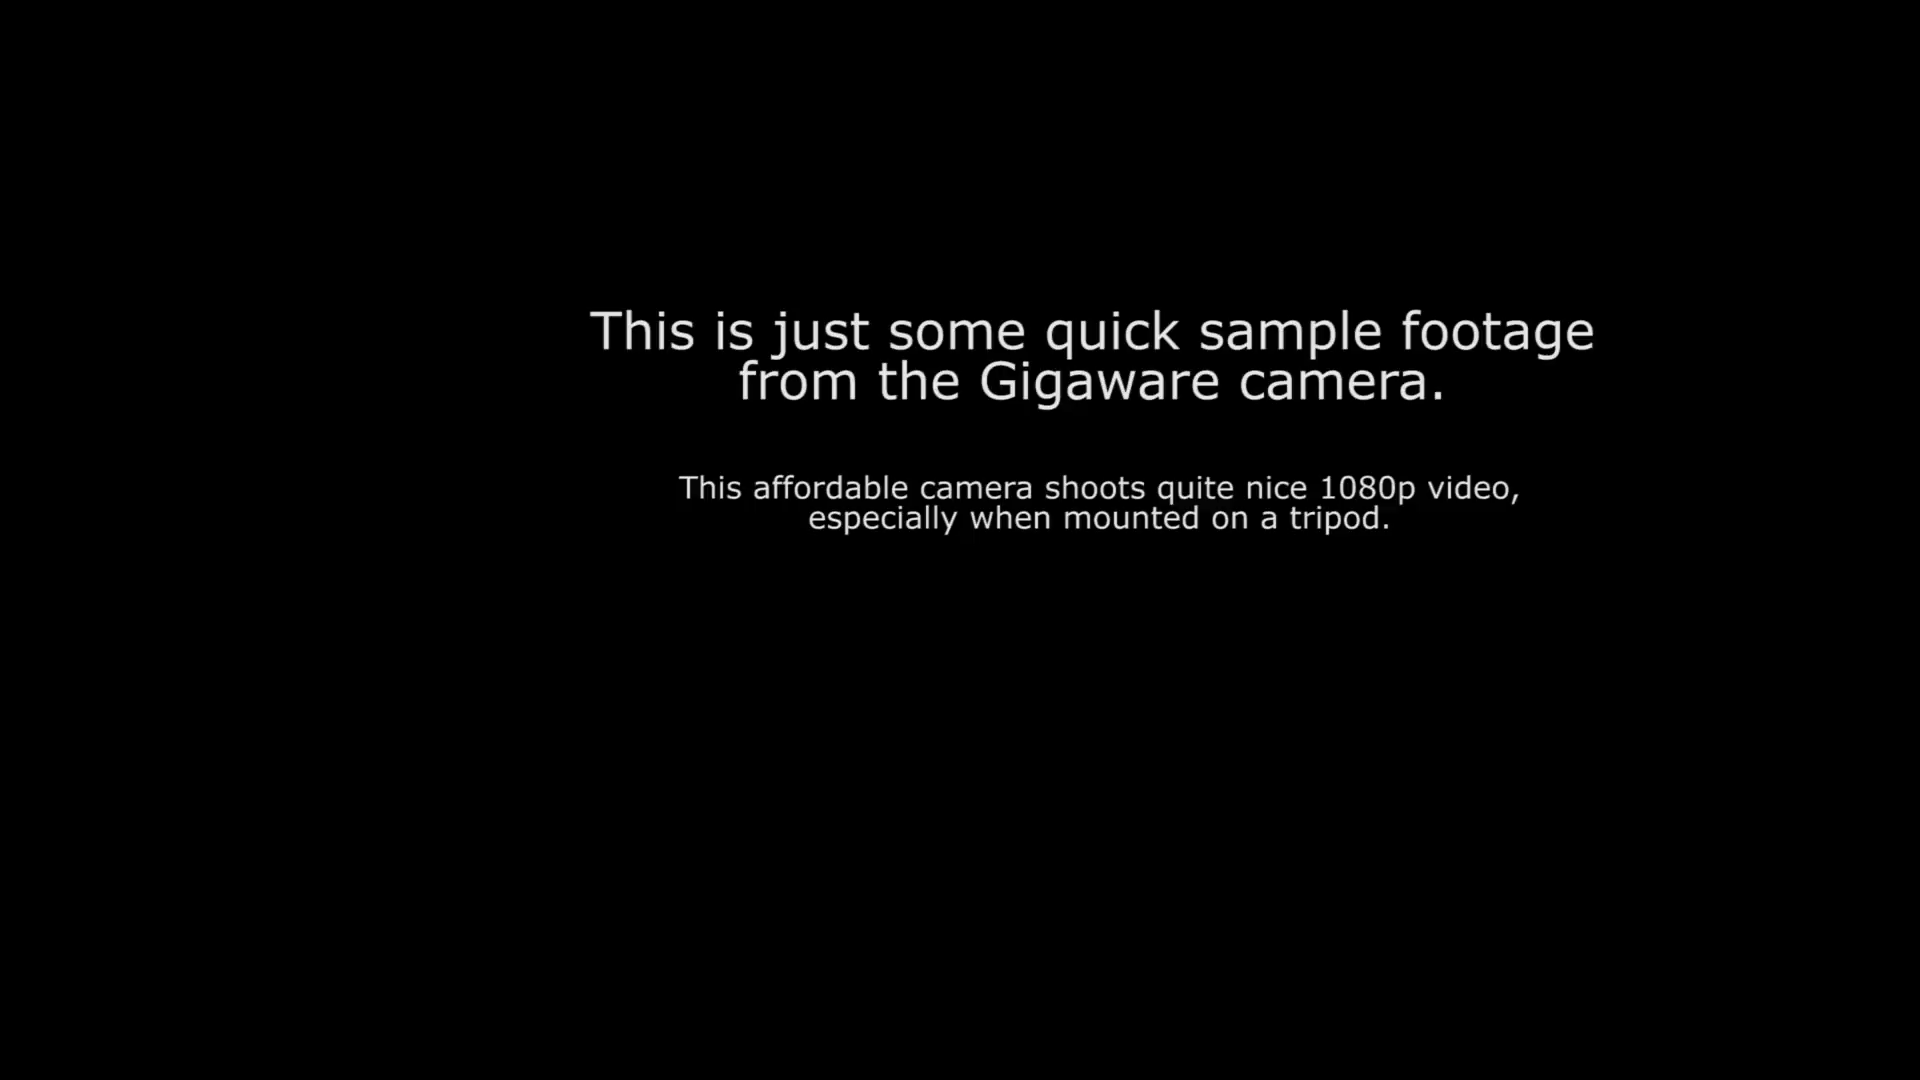 This is just some quick sample footage
from the Gigaware camera.
This affordable camera shoots quite nice 1080p video,
especially when mounted on a tripod.